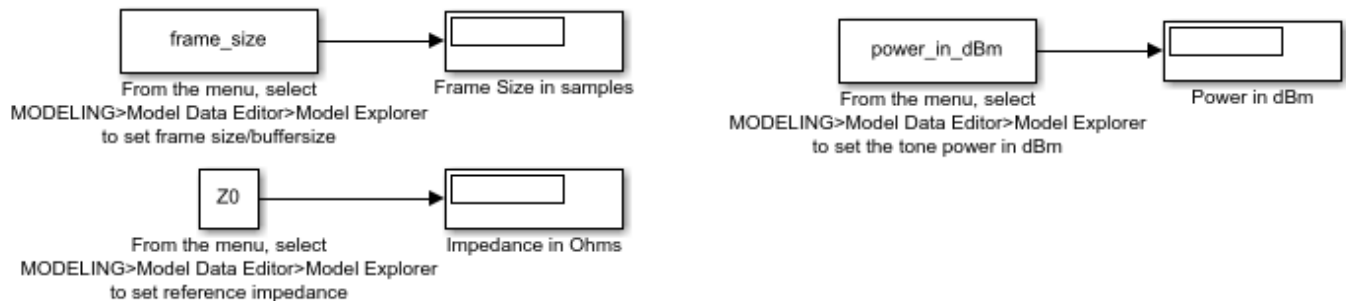 frame_size
Frame Size in samples
From the menu, select
MODELING>Model Data Editor>Model Explorer
to set frame size/buffersize
Z0
Impedance in Ohms
From the menu, select
MODELING>Model Data Editor>Model Explorer
to set reference impedance
power_in_dBm
Power in dBm
From the menu, select
MODELING>Model Data Editor>Model Explorer
to set the tone power in dBm